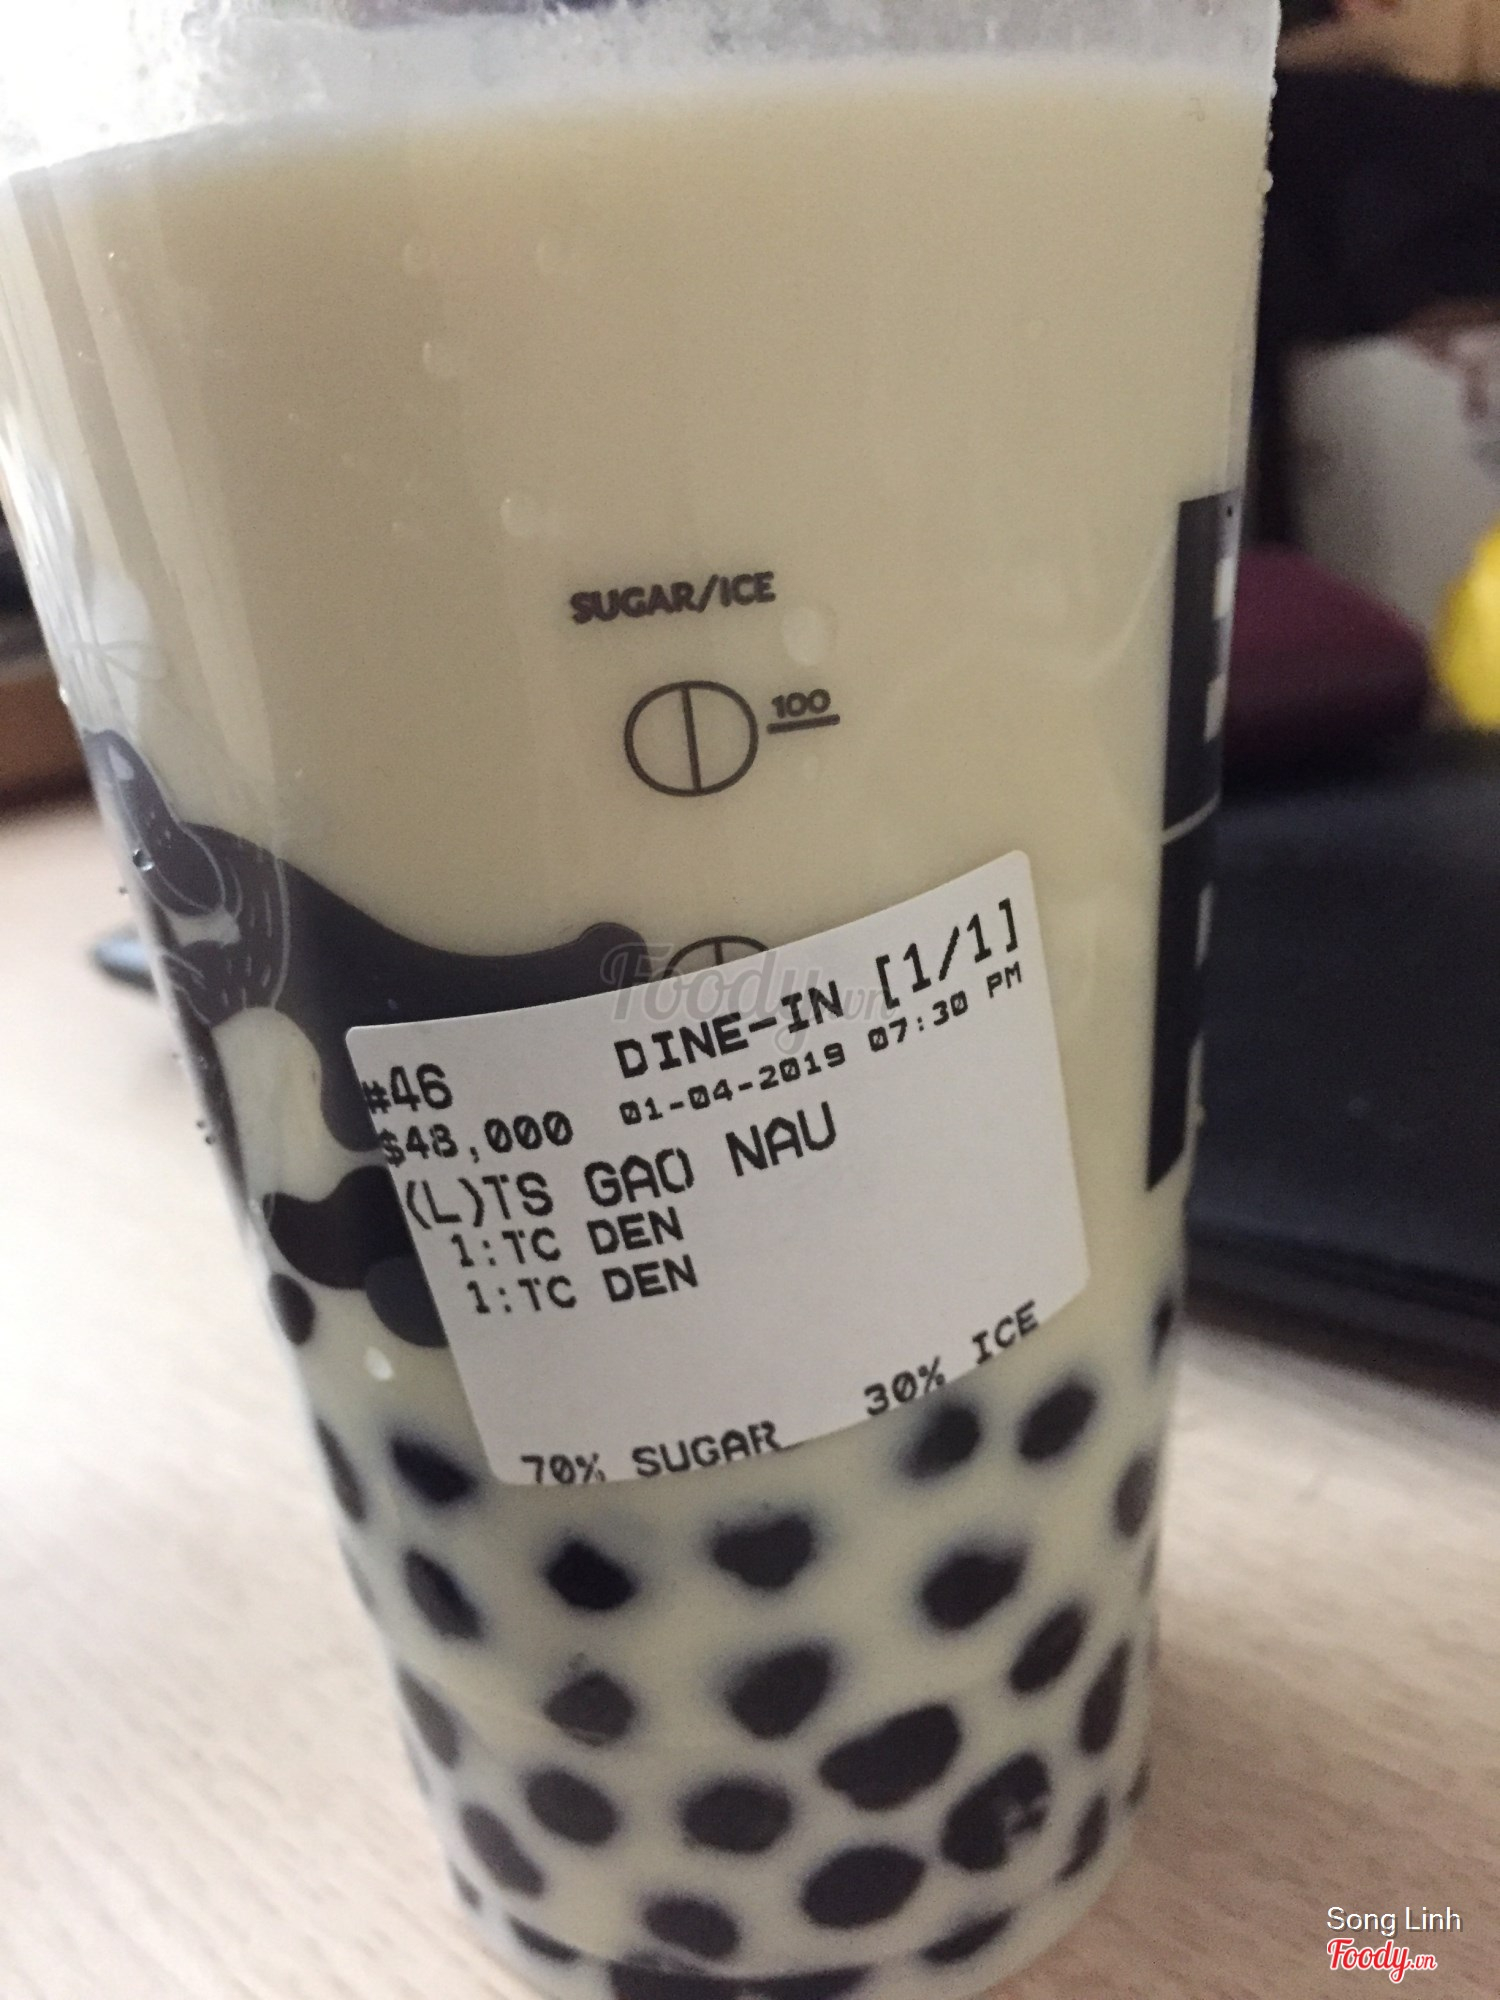 SUGAR/ICE
100
#46 DINE-IN [1/1]
$48,000 01-04-2019 07:30 PM
(L)TS GAO NAU
1:TC DEN
1:TC DEN
70% SUGAR 30% ICE
Foody.vn
Song Linh
Foody.vn